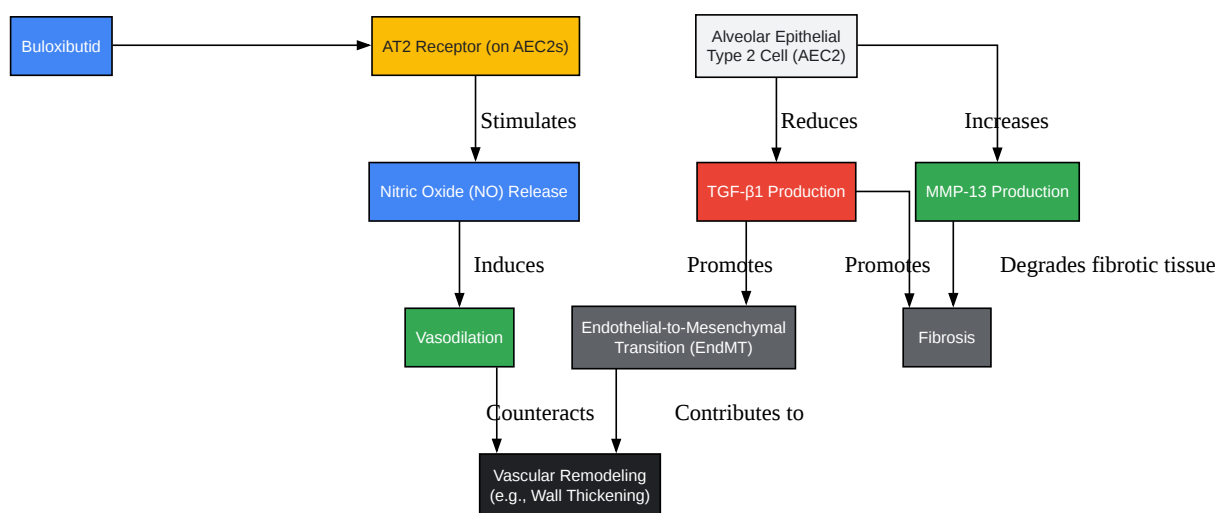 Buloxibutid
AT2 Receptor (on AEC2s)
Alveolar Epithelial
Type 2 Cell (AEC2)
Stimulates
Reduces
Increases
Nitric Oxide (NO) Release
TGF-β1 Production
MMP-13 Production
Induces
Promotes
Promotes
Degrades fibrotic tissue
Vasodilation
Endothelial-to-Mesenchymal
Transition (EndMT)
Fibrosis
Counteracts
Contributes to
Vascular Remodeling
(e.g., Wall Thickening)